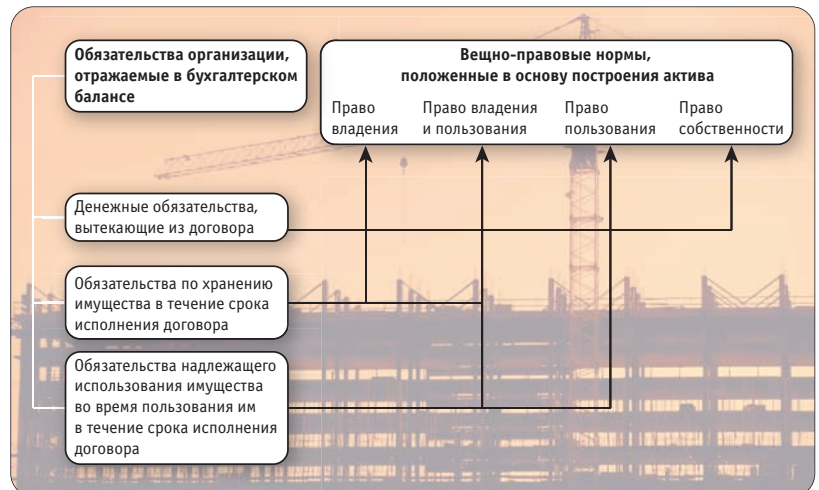 Обязательства организации,
отражаемые в бухгалтерском
балансе
Вещно-правовые нормы,
положенные в основу построения актива
Право
владения
Право владения
и пользования
Право
пользования
Право
собственности
Денежные обязательства,
вытекающие из договора
Обязательства по хранению
имущества в течение срока
исполнения договора
Обязательства надлежащего
использования имущества
во время пользования им
в течение срока исполнения
договора